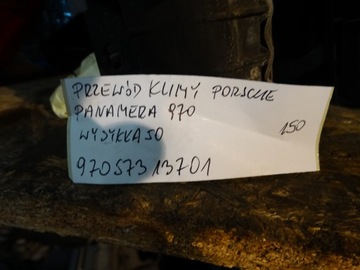 PRZEWÓD KLIMY PORSCHE
PANAMERA 970
WYSYŁKA 50 150
97057313701